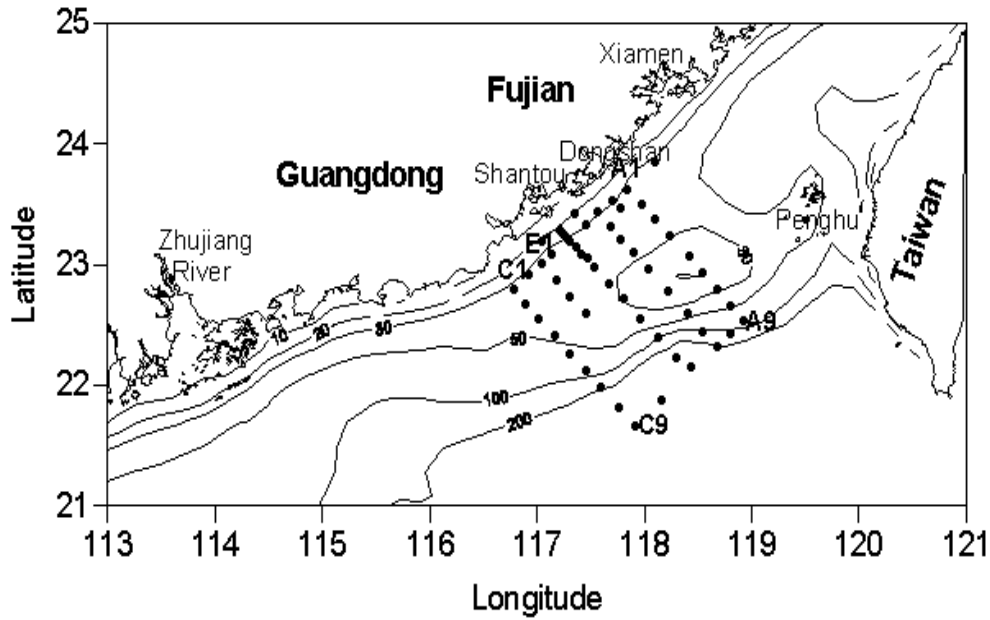 25
24
23
22
21
Latitude
Xiamen
Fujian
Dongshan
A1
Shantou
Guangdong
Penghu
Taiwan
Zhujiang
River
E1
C1
A9
C9
10
20
30
50
100
200
113
114
115
116
117
118
119
120
121
Longitude